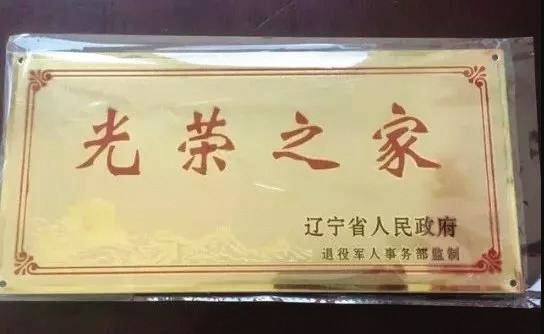 光荣之家
辽宁省人民政府
退役军人事务部监制